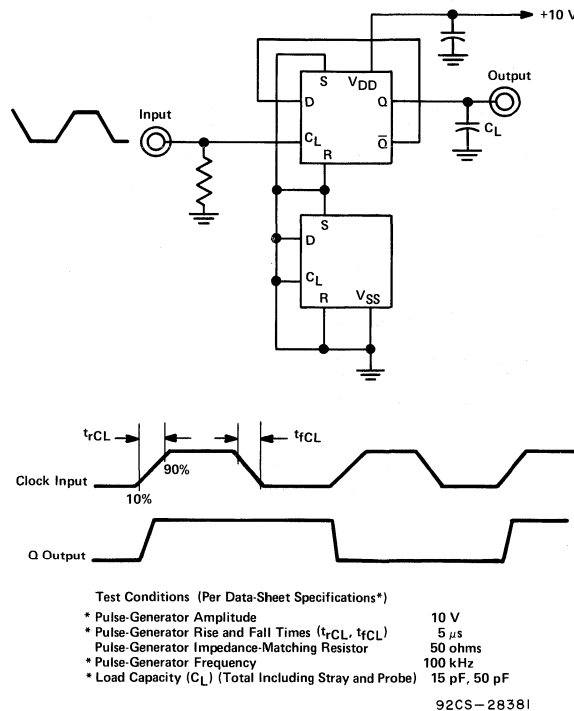 +10 V
S
VDD
Output
D
Q
Input
CL
Q̅
CL
R
S
D
CL
R
VSS
trCL
tfCL
90%
Clock Input
10%
Q Output
Test Conditions (Per Data-Sheet Specifications*)
* Pulse-Generator Amplitude 10 V
* Pulse-Generator Rise and Fall Times (trCL, tfCL) 5 μs
Pulse-Generator Impedance-Matching Resistor 50 ohms
* Pulse-Generator Frequency 100 kHz
* Load Capacity (CL) (Total Including Stray and Probe) 15 pF, 50 pF
92CS-28381